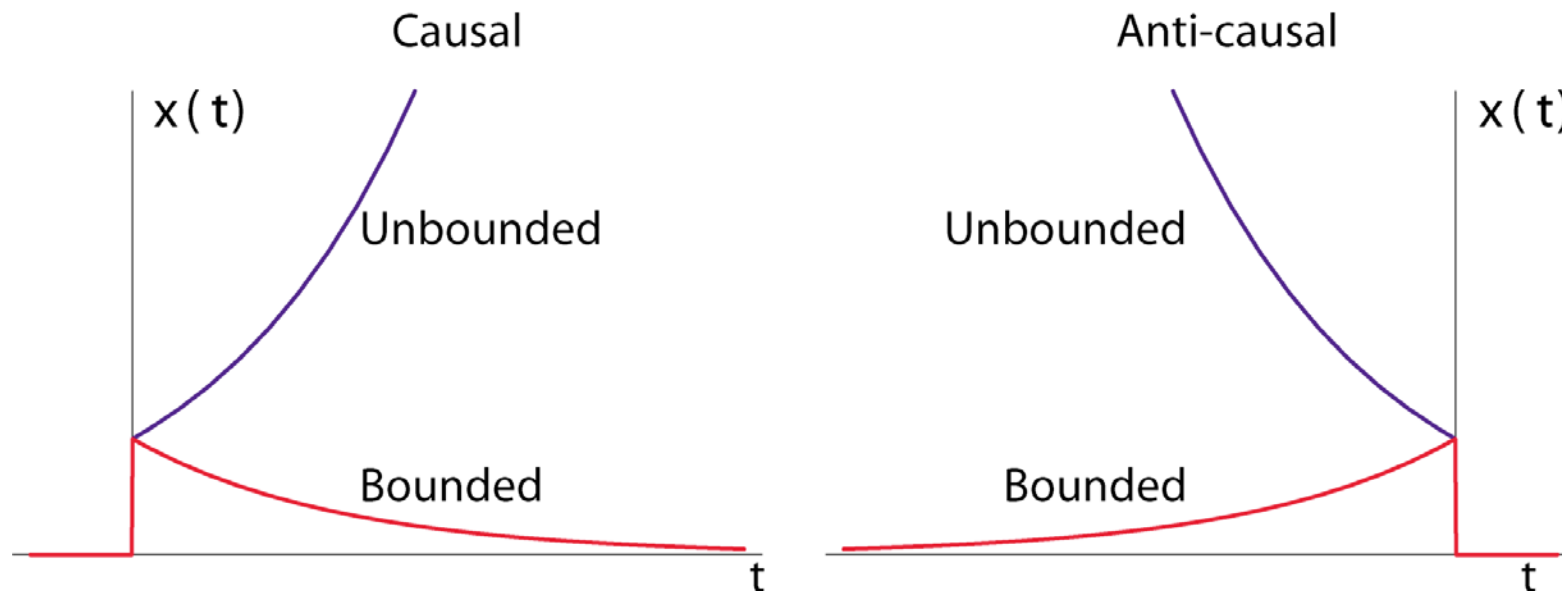 Causal
x(t)
Unbounded
Bounded
t
Anti-causal
x(t)
Unbounded
Bounded
t